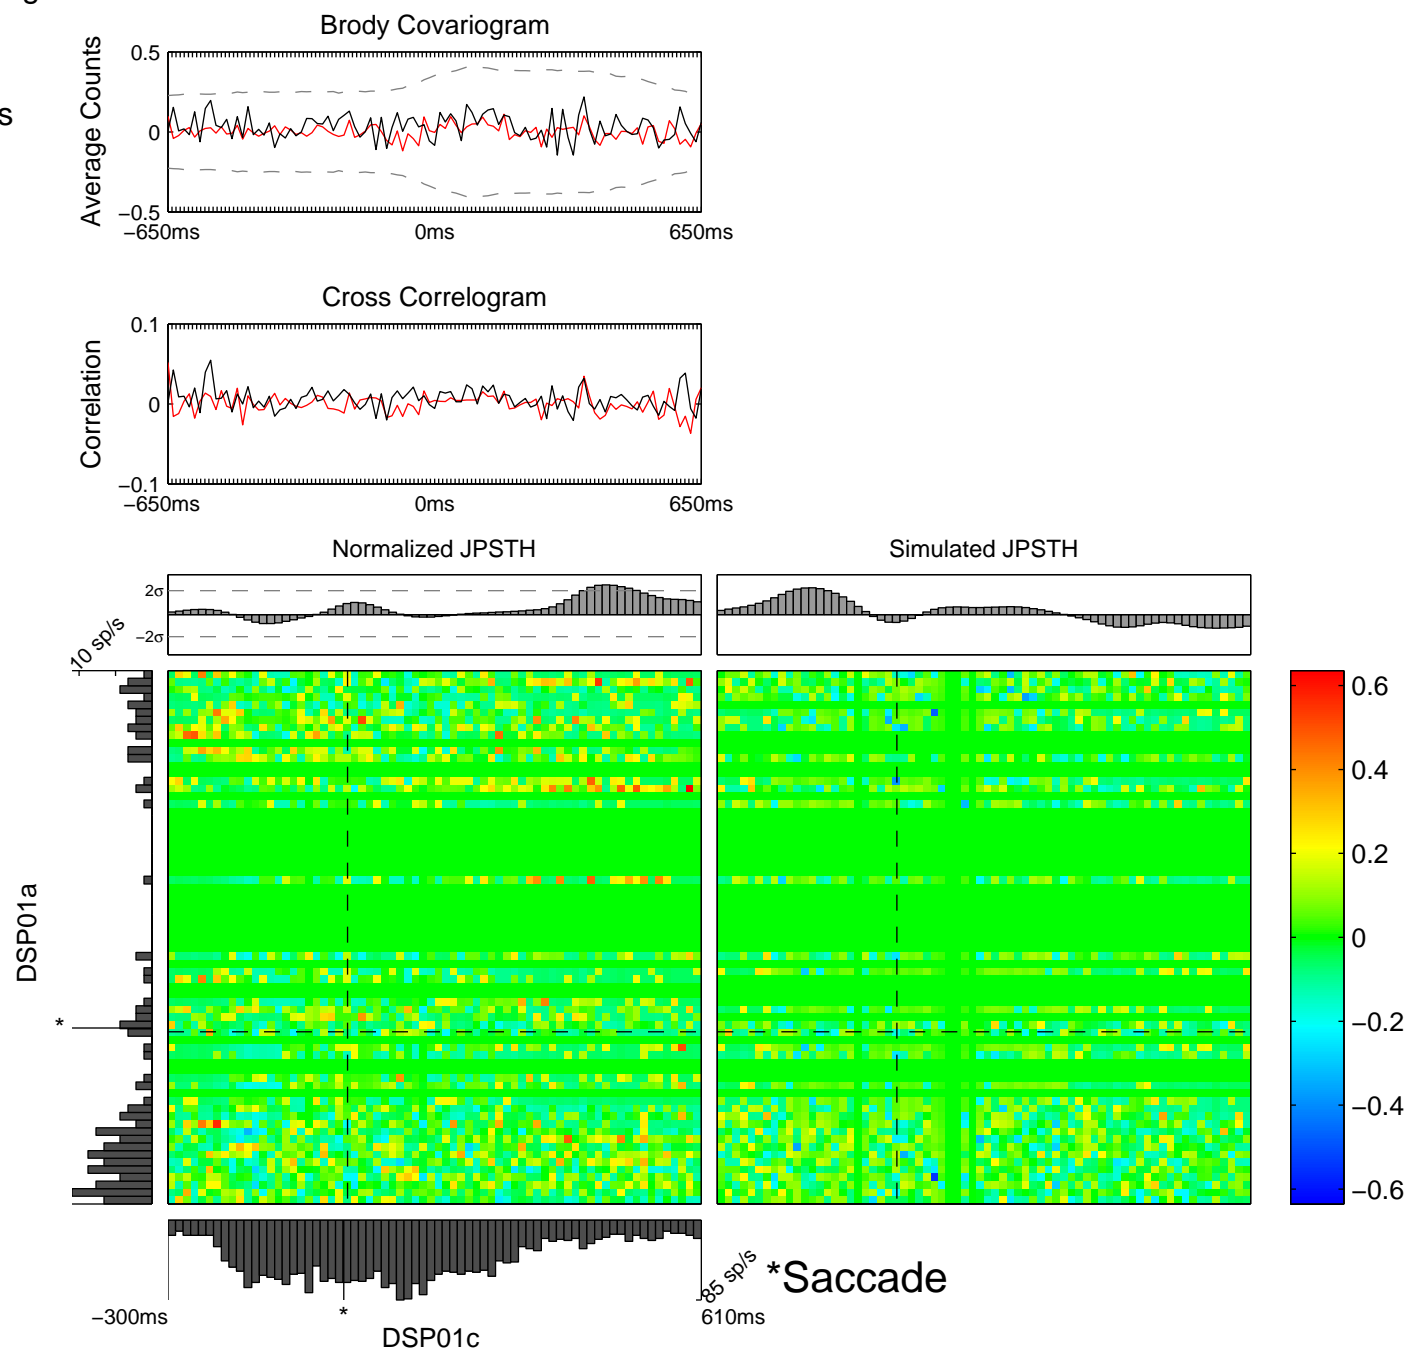 g
Brody Covariogram
s
Average Counts
0.5
0
−0.5
−650ms
0ms
650ms
Cross Correlogram
Correlation
0.1
0
−0.1
−650ms
0ms
650ms
Normalized JPSTH
Simulated JPSTH
2σ
−2σ
10 sp/s
DSP01a
*
0.6
0.4
0.2
0
−0.2
−0.4
−0.6
85 sp/s
*Saccade
−300ms
*
610ms
DSP01c